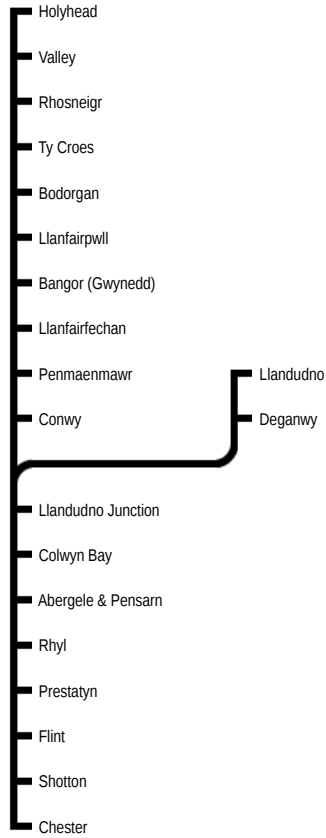 Holyhead
Valley
Rhosneigr
Ty Croes
Bodorgan
Llanfairpwll
Bangor (Gwynedd)
Llanfairfechan
Penmaenmawr
Llandudno
Conwy
Deganwy
Llandudno Junction
Colwyn Bay
Abergele & Pensarn
Rhyl
Prestatyn
Flint
Shotton
Chester